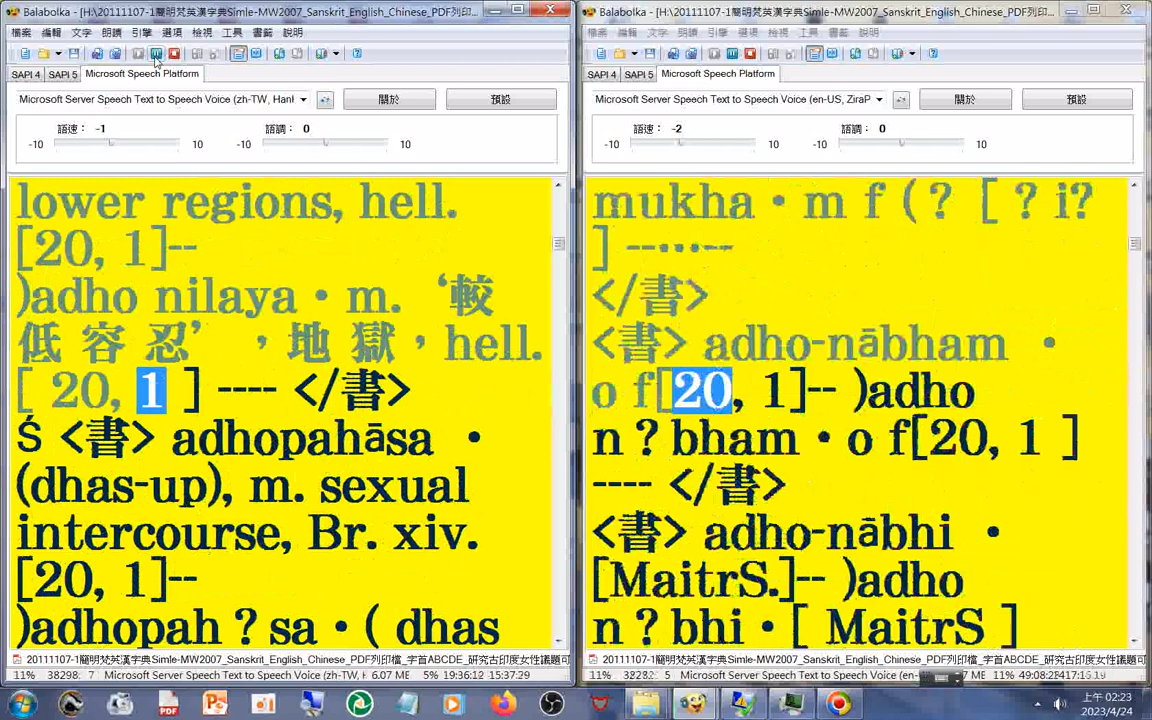 Balabolka - [H:\20111107-1簡明梵英漢字典Simle-MW2007_Sanskrit_English_Chinese_PDF列印...
檔案 編輯 文字 朗讀 引擎 選項 檢視 工具 書籤 說明
SAPI 4 SAPI 5 Microsoft Speech Platform
Microsoft Server Speech Text to Speech Voice (zh-TW, Hanl 關於 預設
語速： -1 語調： 0
-10 10 -10 10
lower regions, hell.
[20, 1]--
)adho nilaya • m. ‘較
低 容 忍’ ，地 獄，hell.
[ 20, 1 ] ---- </書>
Ś <書> adhopahāsa •
(dhas-up), m. sexual
intercourse, Br. xiv.
[20, 1]--
)adhopah？sa • ( dhas
20111107-1簡明梵英漢字典Simle-MW2007_Sanskrit_English_Chinese_PDF列印檔_字首ABCDE_研究古印度女性議題可
11% 38298: 7 Microsoft Server Speech Text to Speech Voice (zh-TW, H 6.07 ME 5% 19:36:12 15:37:29
Balabolka - [H:\20111107-1簡明梵英漢字典Simle-MW2007_Sanskrit_English_Chinese_PDF列印...
檔案 編輯 文字 朗讀 引擎 選項 檢視 工具 書籤 說明
SAPI 4 SAPI 5 Microsoft Speech Platform
Microsoft Server Speech Text to Speech Voice (en-US, ZiraP 關於 預設
語速： -2 語調： 0
-10 10 -10 10
mukha • m f (？ [ ？i?
] --•••--
</書>
<書> adho-nābham •
o f[20, 1]-- )adho
n？bham • o f[20, 1 ]
---- </書>
<書> adho-nābhi •
[MaitrS.]-- )adho
n？bhi • [ MaitrS ]
20111107-1簡明梵英漢字典Simle-MW2007_Sanskrit_English_Chinese_PDF列印檔_字首ABCDE_研究古印度女性議題可
11% Microsoft Server Speech Text to Speech Voice (en-
上午 02:23
2023/4/24